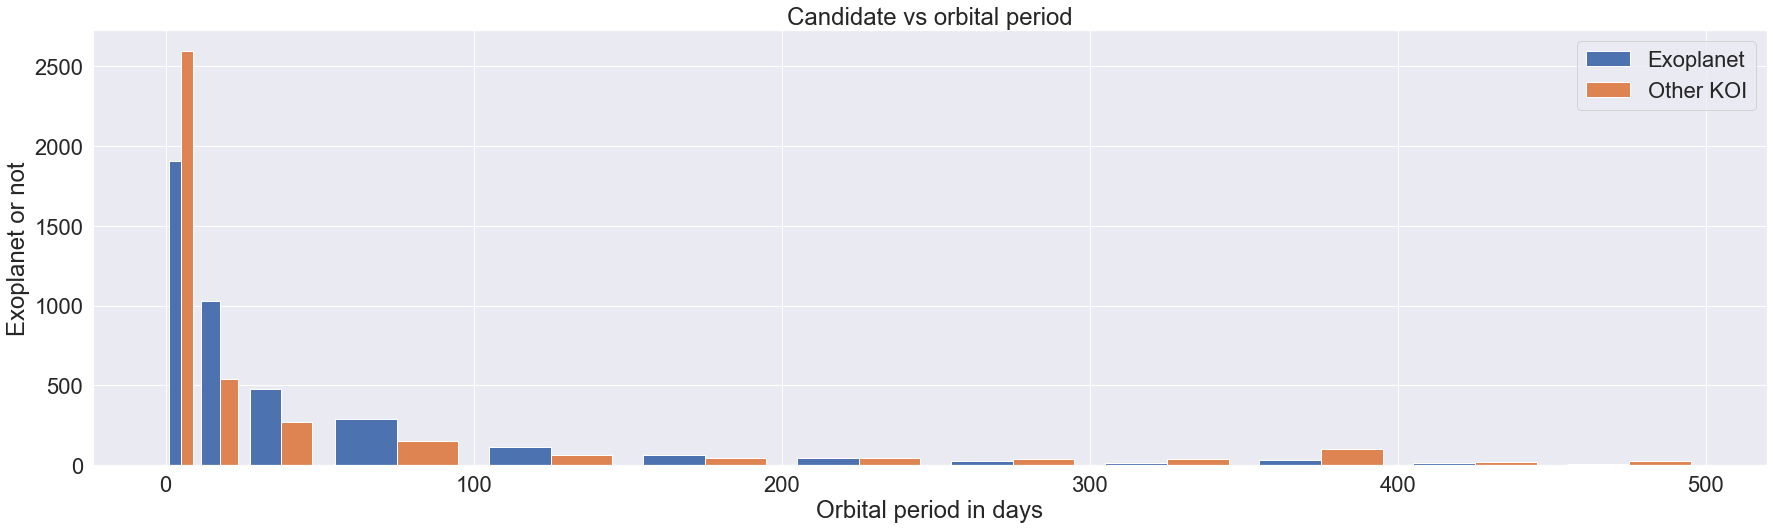 Candidate vs orbital period
Exoplanet
Other KOI
2500
2000
1500
1000
500
0
Exoplanet or not
0 100 200 300 400 500
Orbital period in days